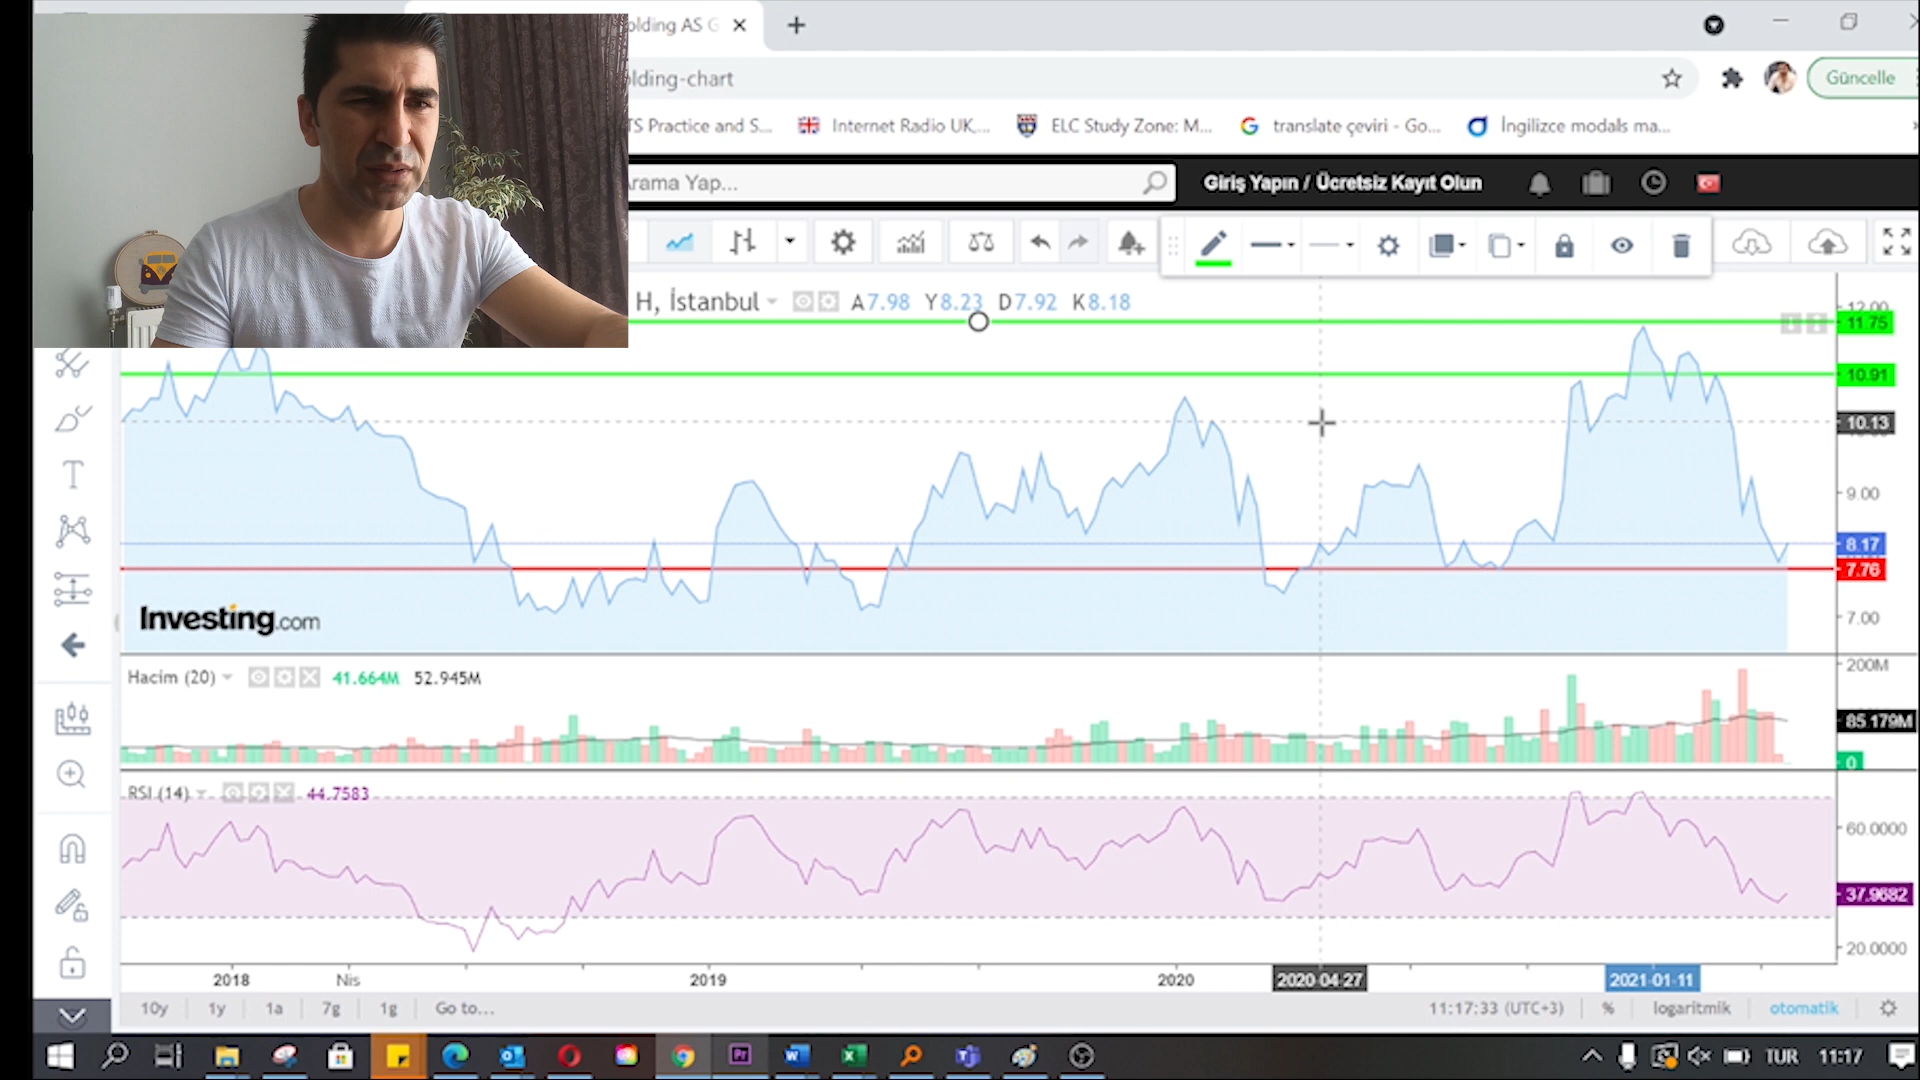 olding AS G
olding-chart
Güncelle
TS Practice and S...
Internet Radio UK,...
ELC Study Zone: M...
translate çeviri - Go...
İngilizce modals ma...
rama Yap...
Giriş Yapın / Ücretsiz Kayıt Olun
H, İstanbul A7.98 Y8.23 D7.92 K8.18
12.00
11.75
10.91
10.13
9.00
8.17
7.76
7.00
Investing.com
Hacim (20) 41.664M 52.945M
200M
85.179M
0
RSI (14) 44.7583
60.0000
37.9682
20.0000
2018 Nis 2019 2020 2020-04-27 2021-01-11
10y 1y 1a 7g 1g Go to... 11:17:33 (UTC+3) % logaritmik otomatik
TUR 11:17